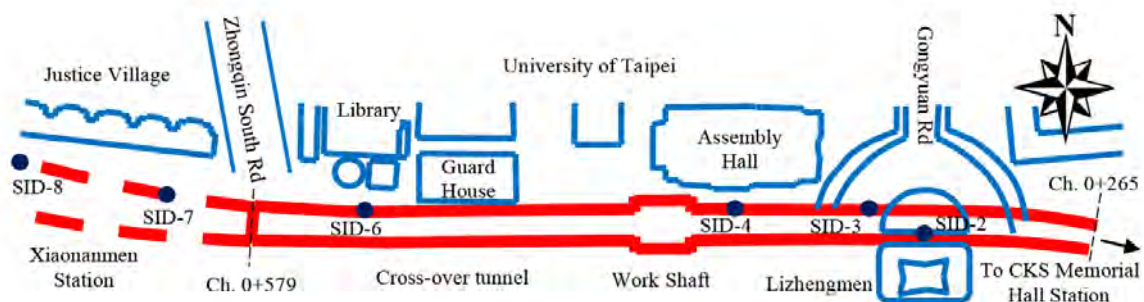 Justice Village
Zhongqin South Rd
Library
University of Taipei
Guard
House
Assembly
Hall
Gongyuan Rd
N
SID-8
SID-7
SID-6
SID-4
SID-3
SID-2
Ch. 0+265
Xiaonanmen
Station
Ch. 0+579
Cross-over tunnel
Work Shaft
Lizhengmen
To CKS Memorial
Hall Station